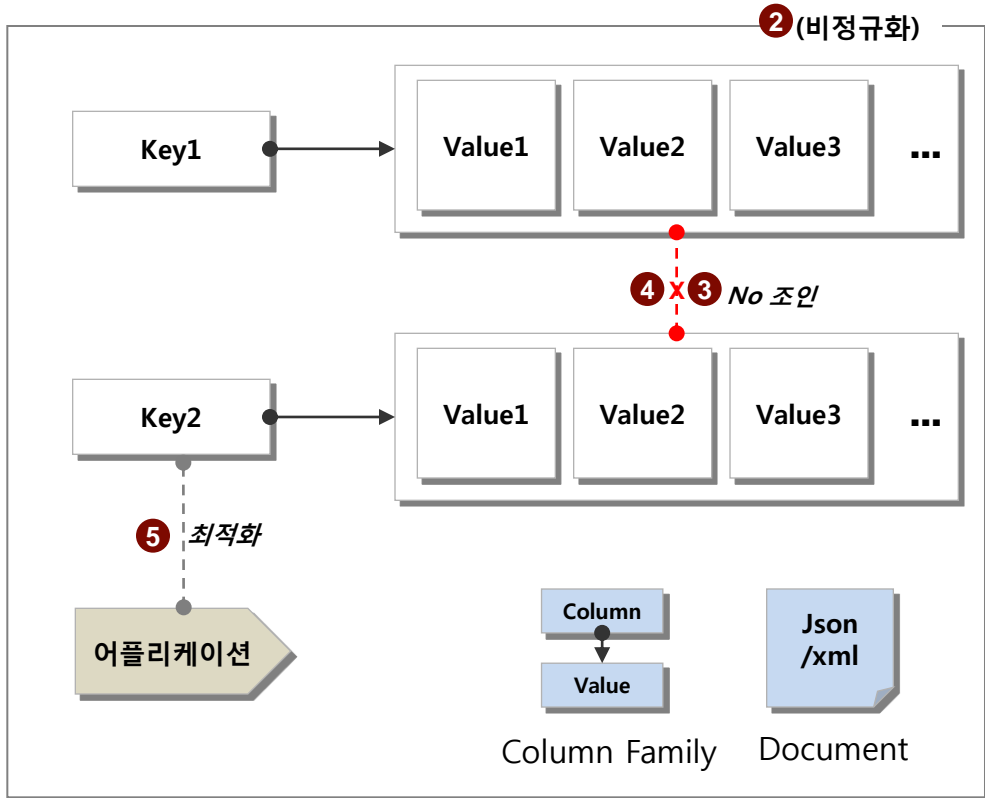 2 (비정규화)
Key1
Value1
Value2
Value3
...
4 X 3 No 조인
Key2
Value1
Value2
Value3
...
5 최적화
어플리케이션
Column
Value
Column Family
Json
/xml
Document